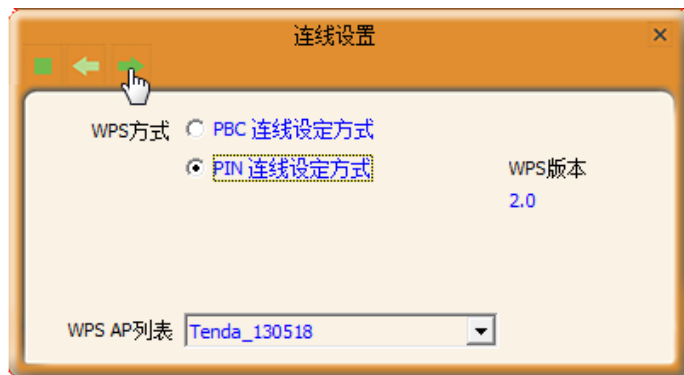 连线设置
WPS方式
PBC 连线设定方式
PIN 连线设定方式
WPS版本
2.0
WPS AP列表
Tenda_130518